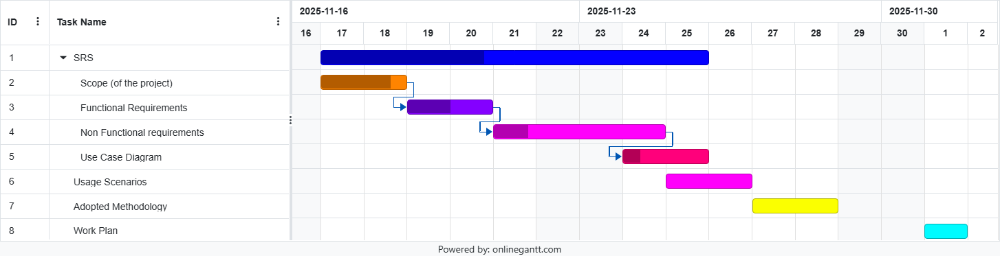 ID Task Name 2025-11-16 2025-11-23 2025-11-30
16 17 18 19 20 21 22 23 24 25 26 27 28 29 30 1 2
1 SRS
2 Scope (of the project)
3 Functional Requirements
4 Non Functional requirements
5 Use Case Diagram
6 Usage Scenarios
7 Adopted Methodology
8 Work Plan
Powered by: onlinegantt.com